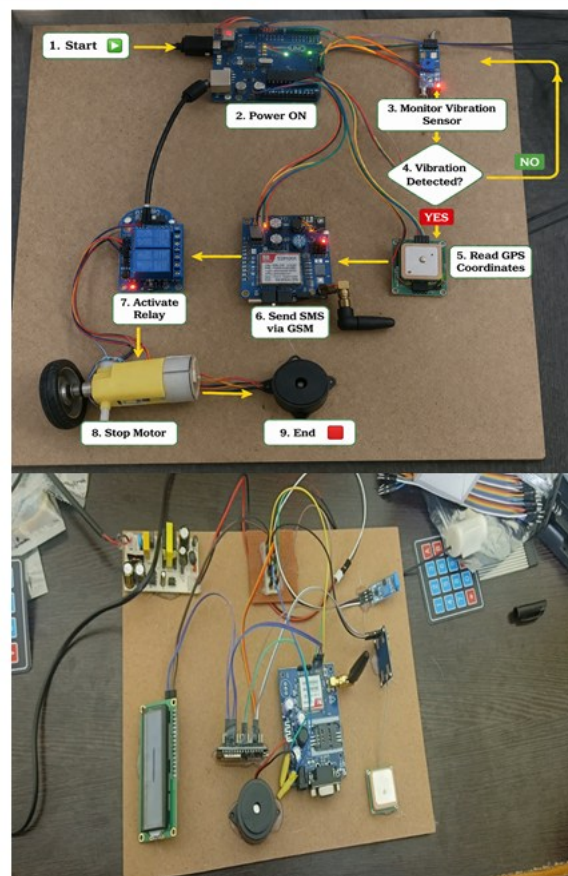 1. Start
2. Power ON
3. Monitor Vibration
Sensor
4. Vibration
Detected?
NO
YES
5. Read GPS
Coordinates
6. Send SMS
via GSM
7. Activate
Relay
8. Stop Motor
9. End